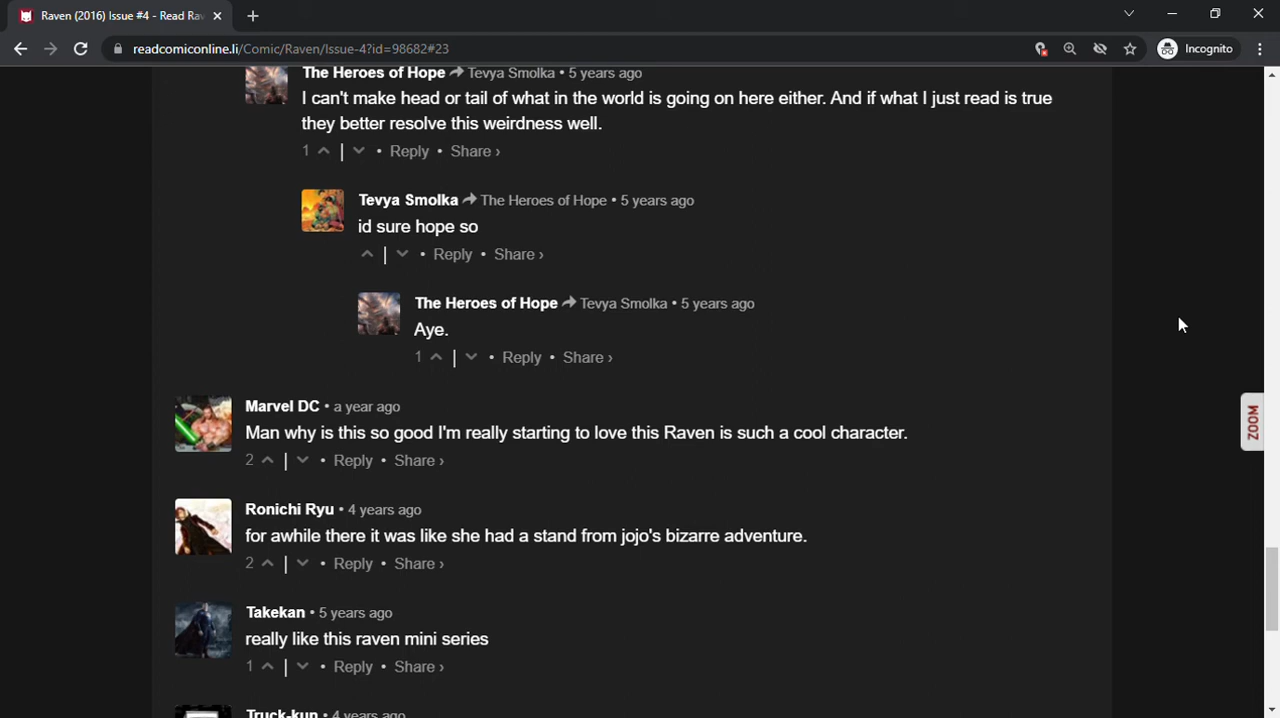 Raven (2016) Issue #4 - Read Rav
readcomiconline.li/Comic/Raven/Issue-4?id=98682#23
Incognito
The Heroes of Hope Tevya Smolka • 5 years ago
I can't make head or tail of what in the world is going on here either. And if what I just read is true
they better resolve this weirdness well.
1 | • Reply • Share ›
Tevya Smolka The Heroes of Hope • 5 years ago
id sure hope so
| • Reply • Share ›
The Heroes of Hope Tevya Smolka • 5 years ago
Aye.
1 | • Reply • Share ›
Marvel DC • a year ago
Man why is this so good I'm really starting to love this Raven is such a cool character.
2 | • Reply • Share ›
ZOOM
Ronichi Ryu • 4 years ago
for awhile there it was like she had a stand from jojo's bizarre adventure.
2 | • Reply • Share ›
Takekan • 5 years ago
really like this raven mini series
1 | • Reply • Share ›
Truck-kun • 4 years ago